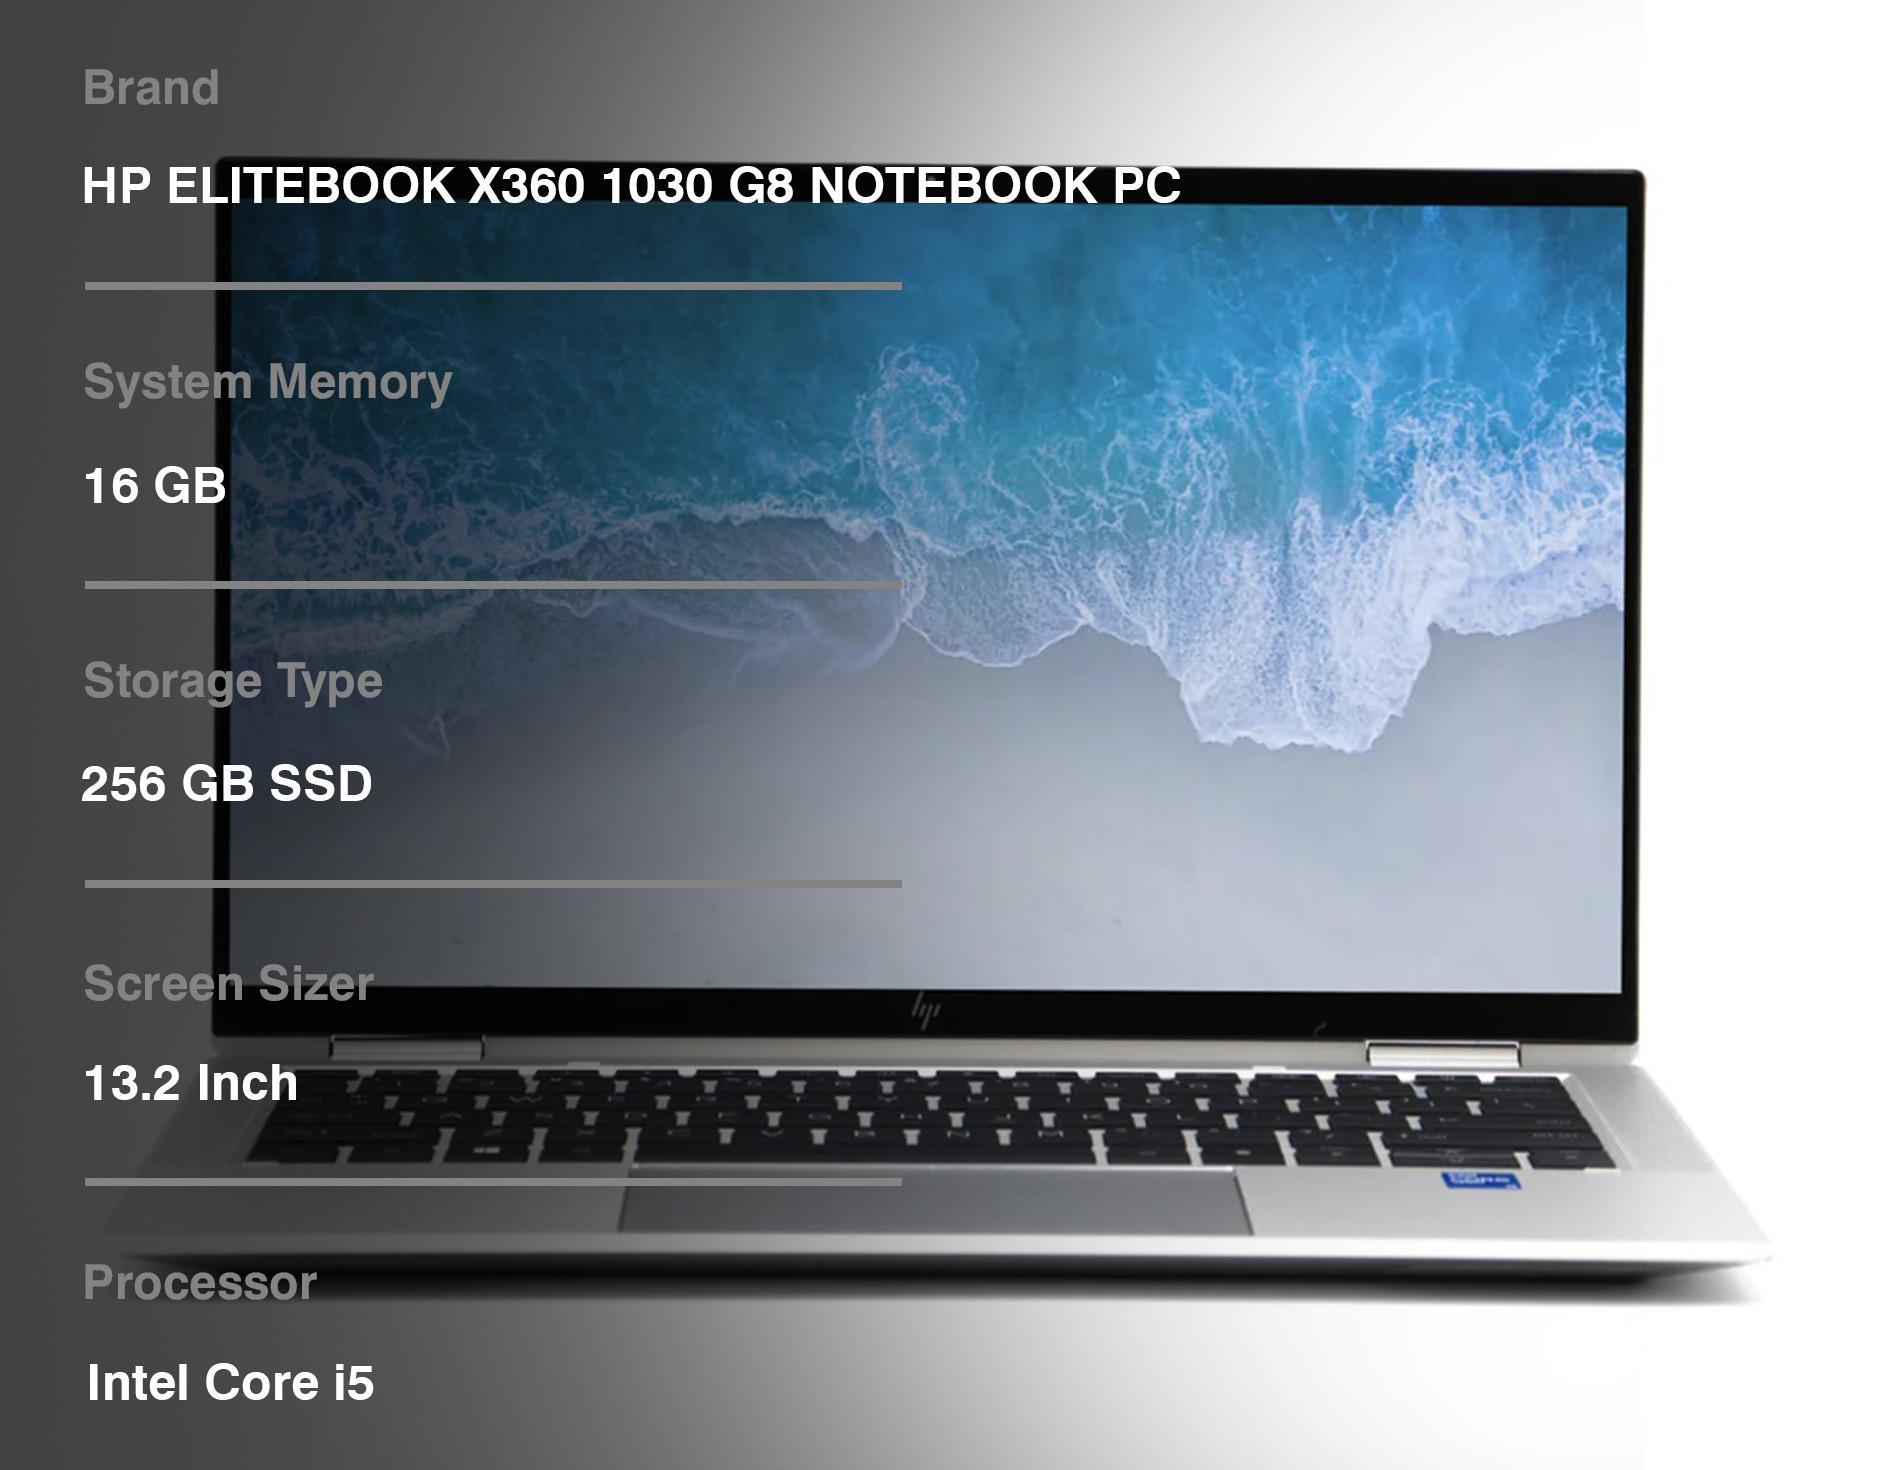 Brand
HP ELITEBOOK X360 1030 G8 NOTEBOOK PC
System Memory
16 GB
Storage Type
256 GB SSD
Screen Sizer
13.2 Inch
hp
Processor
Intel Core i5